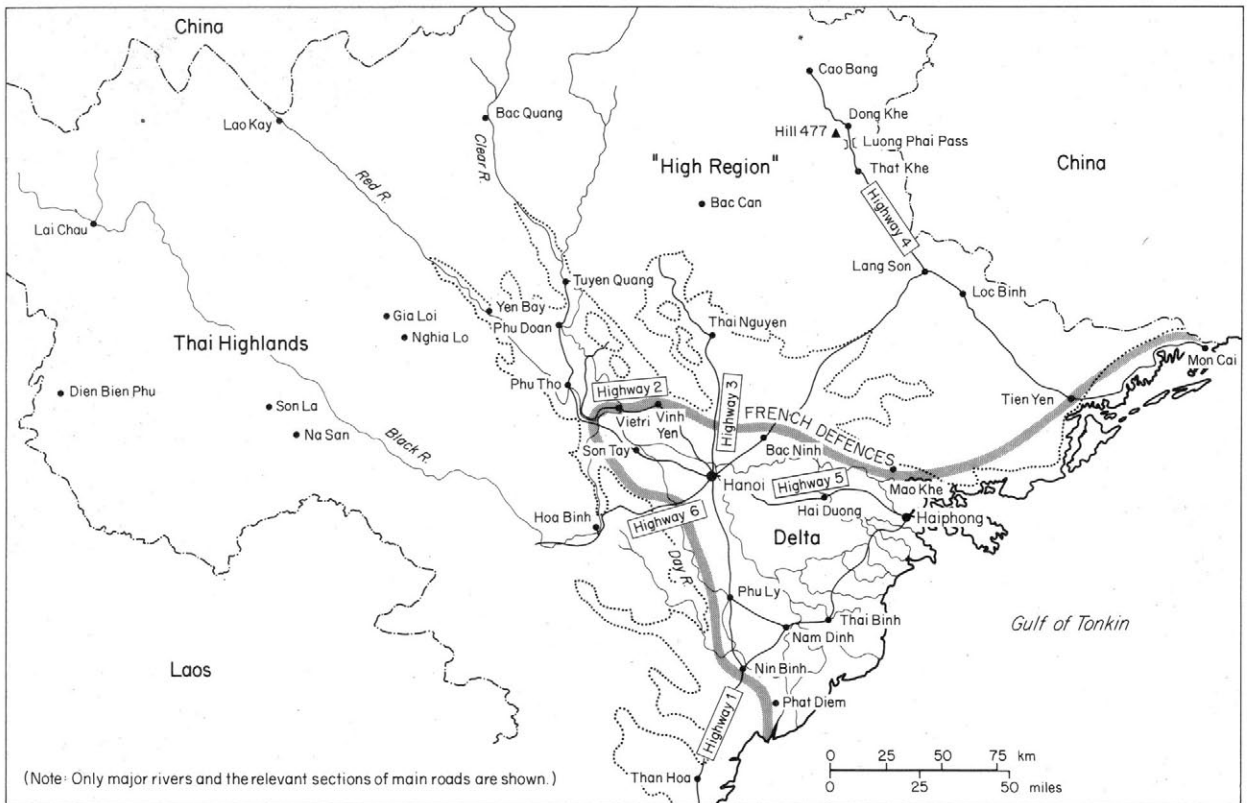 China
Cao Bang
Lao Kay
Bac Quang
Dong Khe
Hill 477
Luong Phai Pass
Clear R.
"High Region"
China
That Khe
Red R.
Bac Can
Highway 4
Lai Chau
Lang Son
Tuyen Quang
Loc Binh
Yen Bay
Gia Loi
Phu Doan
Thai Nguyen
Nghia Lo
Thai Highlands
Mon Cai
Dien Bien Phu
Phu Tho
Highway 2
Highway 3
Tien Yen
Son La
Vietri
Vinh
Yen
FRENCH DEFENCES
Na San
Black R.
Son Tay
Bac Ninh
Hanoi
Highway 5
Mao Khe
Hai Duong
Hoa Binh
Highway 6
Haiphong
Delta
Day R.
Phu Ly
Thai Binh
Gulf of Tonkin
Nam Dinh
Laos
Nin Binh
Phat Diem
Highway 1
0 25 50 75 km
0 25 50 miles
Than Hoa
(Note: Only major rivers and the relevant sections of main roads are shown.)